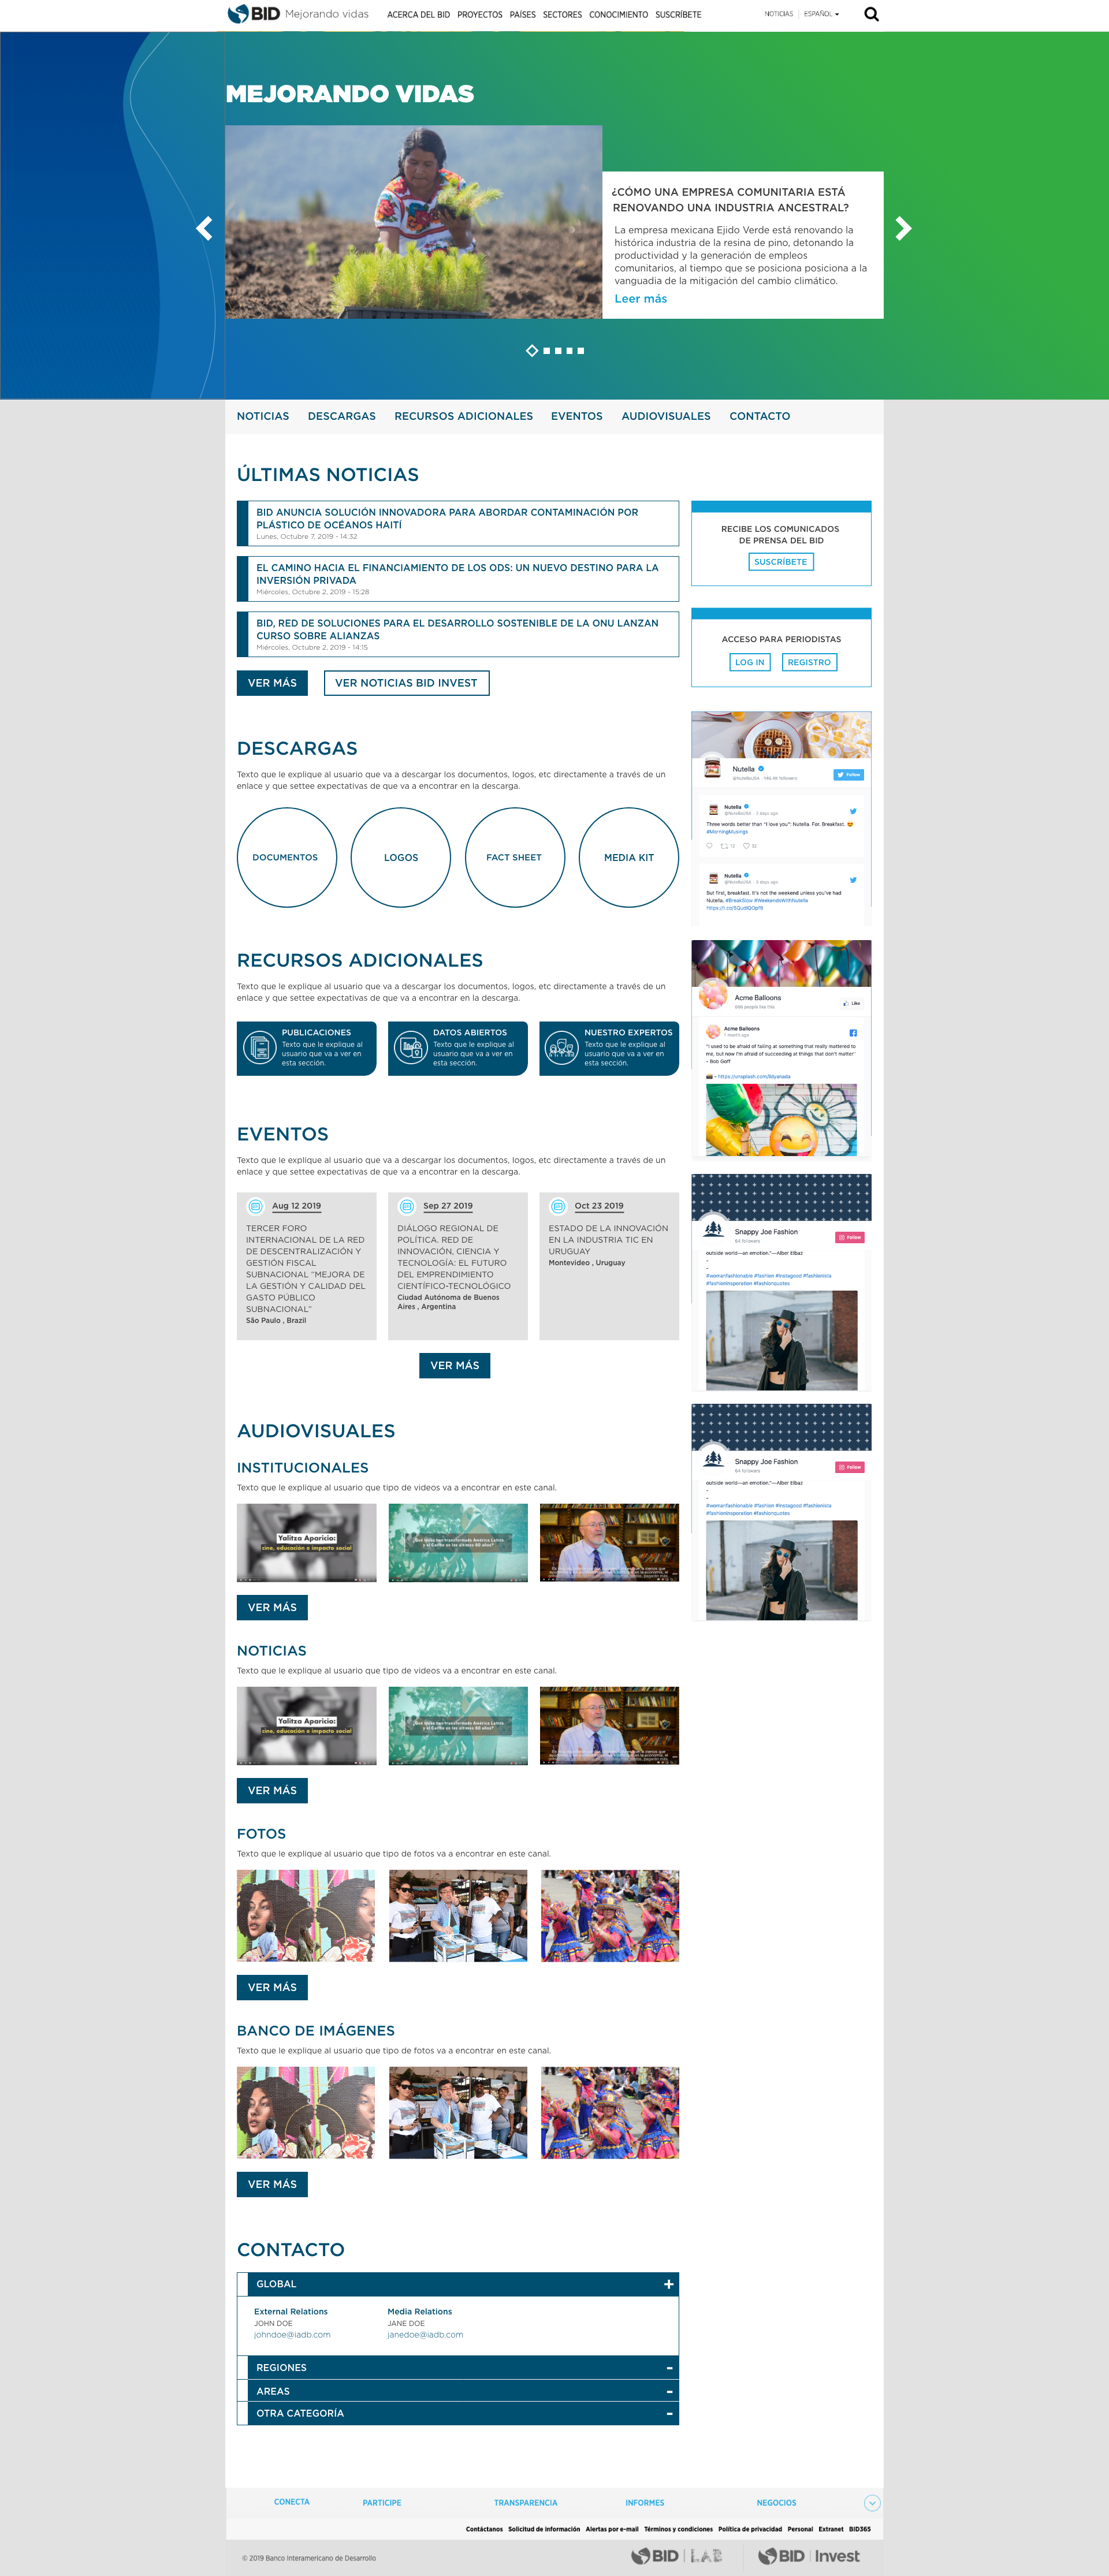 BID Mejorando vidas
ACERCA DEL BID PROYECTOS PAÍSES SECTORES CONOCIMIENTO SUSCRÍBETE
NOTICIAS ESPAÑOL
MEJORANDO VIDAS
¿CÓMO UNA EMPRESA COMUNITARIA ESTÁ
RENOVANDO UNA INDUSTRIA ANCESTRAL?
La empresa mexicana Ejido Verde está renovando la
histórica industria de la resina de pino, detonando la
productividad y la generación de empleos
comunitarios, al tiempo que se posiciona posiciona a la
vanguadia de la mitigación del cambio climático.
Leer más
NOTICIAS DESCARGAS RECURSOS ADICIONALES EVENTOS AUDIOVISUALES CONTACTO
ÚLTIMAS NOTICIAS
BID ANUNCIA SOLUCIÓN INNOVADORA PARA ABORDAR CONTAMINACIÓN POR
PLÁSTICO DE OCÉANOS HAITÍ
Lunes, Octubre 7, 2019 - 14:32
EL CAMINO HACIA EL FINANCIAMIENTO DE LOS ODS: UN NUEVO DESTINO PARA LA
INVERSIÓN PRIVADA
Miércoles, Octubre 2, 2019 - 15:28
BID, RED DE SOLUCIONES PARA EL DESARROLLO SOSTENIBLE DE LA ONU LANZAN
CURSO SOBRE ALIANZAS
Miércoles, Octubre 2, 2019 - 14:15
VER MÁS
VER NOTICIAS BID INVEST
RECIBE LOS COMUNICADOS
DE PRENSA DEL BID
SUSCRÍBETE
ACCESO PARA PERIODISTAS
LOG IN REGISTRO
DESCARGAS
Texto que le explique al usuario que va a descargar los documentos, logos, etc directamente a través de un
enlace y que settee expectativas de que va a encontrar en la descarga.
DOCUMENTOS
LOGOS
FACT SHEET
MEDIA KIT
Nutella
Follow
Nutella
Three words better than "I love you": Nutella. For. Breakfast.
#MorningMusings
Nutella
But first, breakfast. It's not the weekend unless you've had
Nutella. #BreakSlow #WeekendsWithNutella
RECURSOS ADICIONALES
Texto que le explique al usuario que va a descargar los documentos, logos, etc directamente a través de un
enlace y que settee expectativas de que va a encontrar en la descarga.
PUBLICACIONES
Texto que le explique al
usuario que va a ver en
esta sección.
DATOS ABIERTOS
Texto que le explique al
usuario que va a ver en
esta sección.
NUESTRO EXPERTOS
Texto que le explique al
usuario que va a ver en
esta sección.
Acme Balloons
Like
Acme Balloons
1 month ago
"I used to be afraid of failing at something that really mattered to
me, but now I'm afraid of succeeding at things that don't matter"
- Bob Goff
EVENTOS
Texto que le explique al usuario que va a descargar los documentos, logos, etc directamente a través de un
enlace y que settee expectativas de que va a encontrar en la descarga.
Aug 12 2019
TERCER FORO
INTERNACIONAL DE LA RED
DE DESCENTRALIZACIÓN Y
GESTIÓN FISCAL
SUBNACIONAL "MEJORA DE
LA GESTIÓN Y CALIDAD DEL
GASTO PÚBLICO
SUBNACIONAL"
São Paulo , Brazil
Sep 27 2019
DIÁLOGO REGIONAL DE
POLÍTICA. RED DE
INNOVACIÓN, CIENCIA Y
TECNOLOGÍA: EL FUTURO
DEL EMPRENDIMIENTO
CIENTÍFICO-TECNOLÓGICO
Ciudad Autónoma de Buenos
Aires , Argentina
Oct 23 2019
ESTADO DE LA INNOVACIÓN
EN LA INDUSTRIA TIC EN
URUGUAY
Montevideo , Uruguay
VER MÁS
Snappy Joe Fashion
64 followers
Follow
outside world—an emotion."—Alber Elbaz
#womanfashionable #fashion #instagood #fashionista
#fashioninsperation #fashionquotes
AUDIOVISUALES
INSTITUCIONALES
Texto que le explique al usuario que tipo de videos va a encontrar en este canal.
Yalitza Aparicio:
cine, educación e impacto social
VER MÁS
Snappy Joe Fashion
64 followers
Follow
outside world—an emotion."—Alber Elbaz
#womanfashionable #fashion #instagood #fashionista
#fashioninsperation #fashionquotes
NOTICIAS
Texto que le explique al usuario que tipo de videos va a encontrar en este canal.
Yalitza Aparicio:
cine, educación e impacto social
VER MÁS
FOTOS
Texto que le explique al usuario que tipo de fotos va a encontrar en este canal.
VER MÁS
BANCO DE IMÁGENES
Texto que le explique al usuario que tipo de fotos va a encontrar en este canal.
VER MÁS
CONTACTO
GLOBAL +
External Relations
JOHN DOE
johndoe@iadb.com
Media Relations
JANE DOE
janedoe@iadb.com
REGIONES -
AREAS -
OTRA CATEGORÍA -
CONECTA PARTICIPE TRANSPARENCIA INFORMES NEGOCIOS
Contáctanos Solicitud de información Alertas por e-mail Términos y condiciones Política de privacidad Personal Extranet BID365
© 2019 Banco Interamericano de Desarrollo
BID LAB
BID Invest